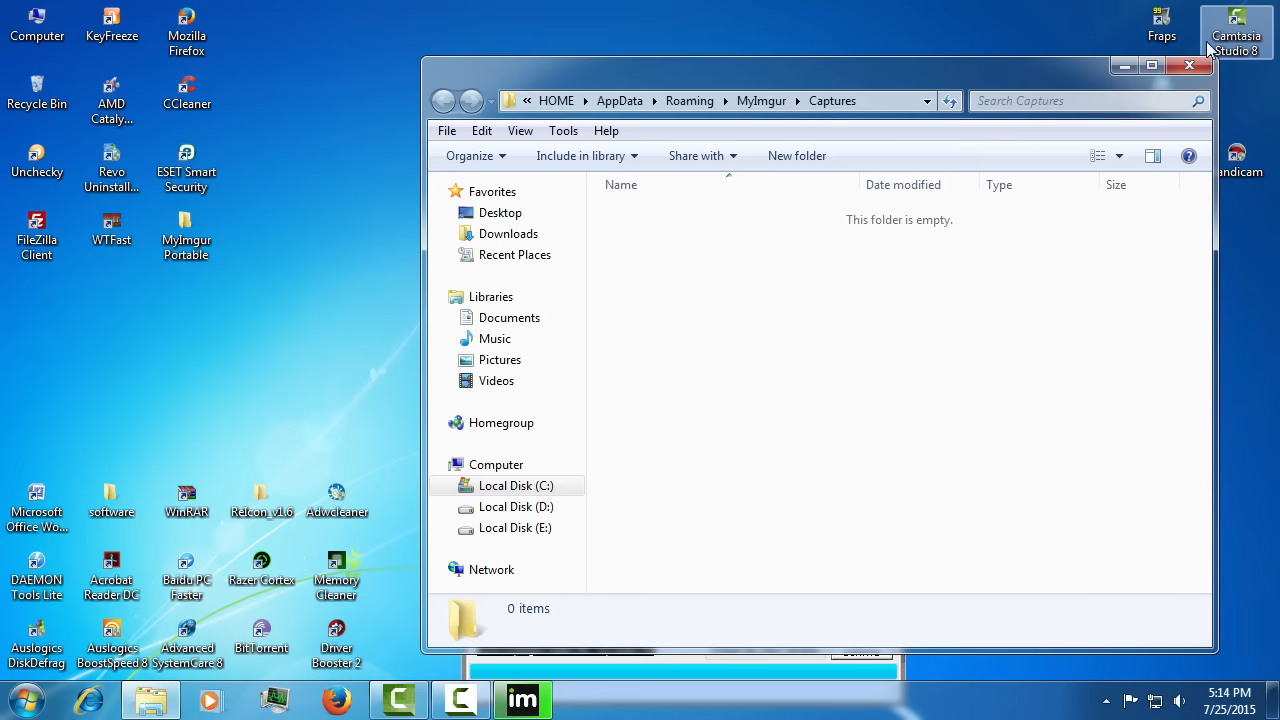 Computer
KeyFreeze
Mozilla
Firefox
99
Fraps
Camtasia
Studio 8
Recycle Bin
AMD
Cataly...
CCleaner
HOME
AppData
Roaming
MyImgur
Captures
Search Captures
File
Edit
View
Tools
Help
Organize
Include in library
Share with
New folder
Unchecky
Revo
Uninstall...
ESET Smart
Security
andicam
Name
Date modified
Type
Size
This folder is empty.
Favorites
Desktop
Downloads
Recent Places
FileZilla
Client
WTFast
MyImgur
Portable
Libraries
Documents
Music
Pictures
Videos
Homegroup
Computer
Local Disk (C:)
Local Disk (D:)
Local Disk (E:)
Network
Microsoft
Office Wo...
software
WinRAR
ReIcon_v1.6
Adwcleaner
DAEMON
Tools Lite
Acrobat
Reader DC
Baidu PC
Faster
Razer Cortex
Memory
Cleaner
0 items
Auslogics
DiskDefrag
Auslogics
BoostSpeed 8
Advanced
SystemCare 8
BitTorrent
Driver
Booster 2
im
5:14 PM
7/25/2015